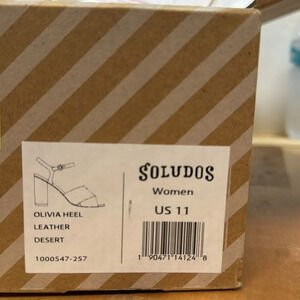 SOLUDOS
Women
US 11
OLIVIA HEEL
LEATHER
DESERT
1000547-257
1 90471 14124 8